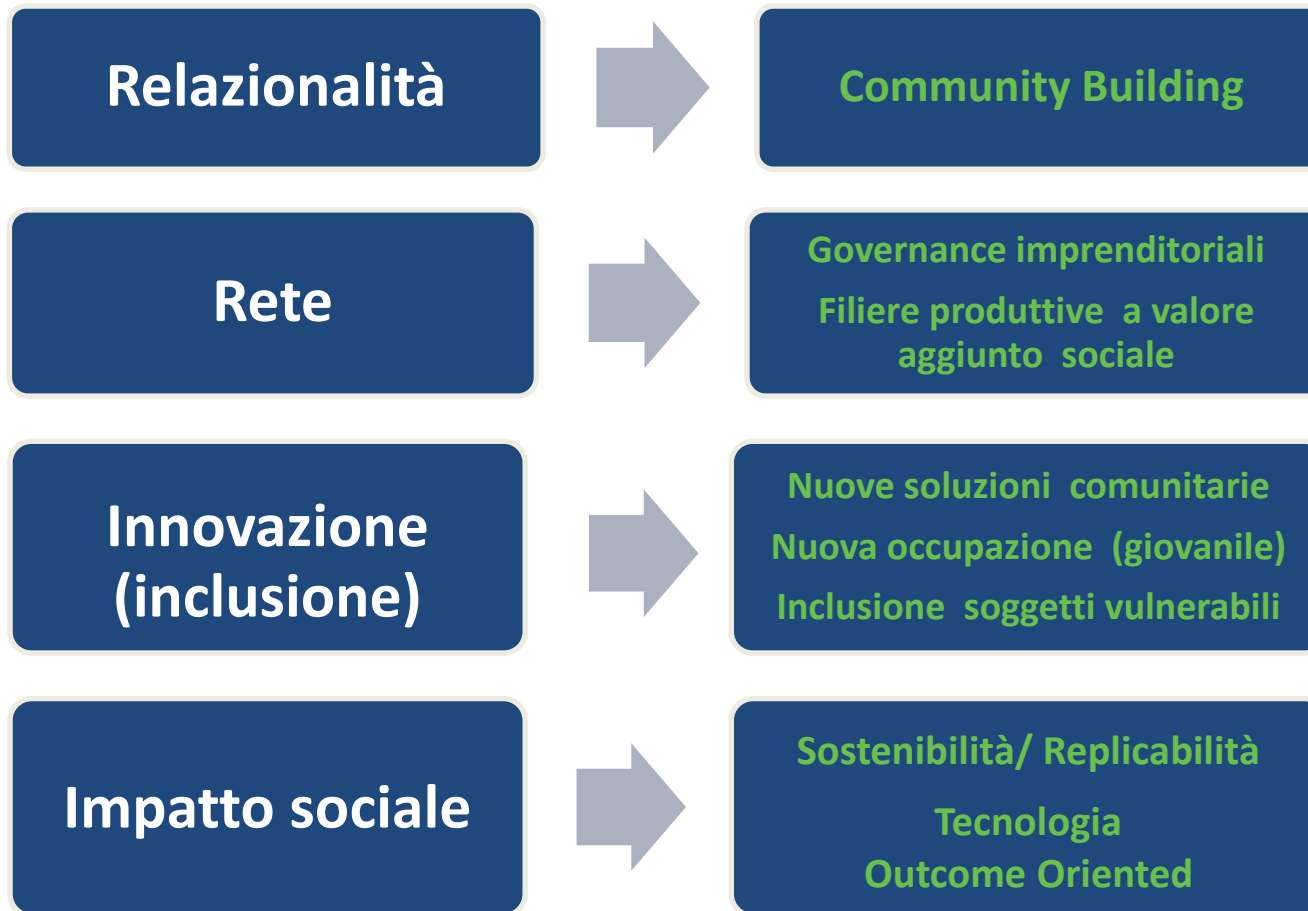 Relazionalità
Community Building
Rete
Governance imprenditoriali
Filiere produttive a valore
aggiunto sociale
Innovazione
(inclusione)
Nuove soluzioni comunitarie
Nuova occupazione (giovanile)
Inclusione soggetti vulnerabili
Impatto sociale
Sostenibilità/ Replicabilità
Tecnologia
Outcome Oriented